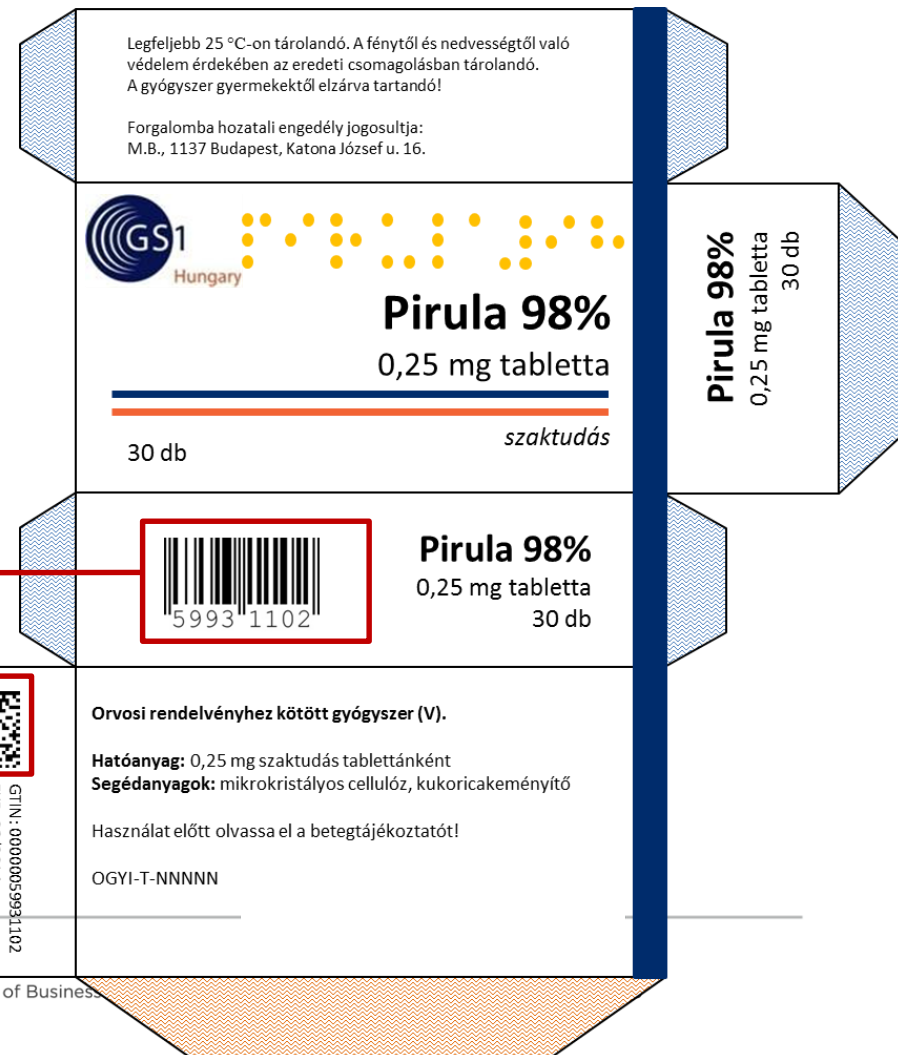 Legfeljebb 25 °C-on tárolandó. A fénytől és nedvességtől való
védelem érdekében az eredeti csomagolásban tárolandó.
A gyógyszer gyermekektől elzárva tartandó!
Forgalomba hozatali engedély jogosultja:
M.B., 1137 Budapest, Katona József u. 16.
GS1
Hungary
Pirula 98%
0,25 mg tabletta
szaktudás
30 db
Pirula 98%
0,25 mg tabletta
30 db
5993 1102
Pirula 98%
0,25 mg tabletta
30 db
Orvosi rendelvényhez kötött gyógyszer (V).
Hatóanyag: 0,25 mg szaktudás tablettánként
Segédanyagok: mikrokristályos cellulóz, kukoricakeményítő
Használat előtt olvassa el a betegtájékoztatót!
OGYI-T-NNNNN
GTIN: 00000059931102
of Business